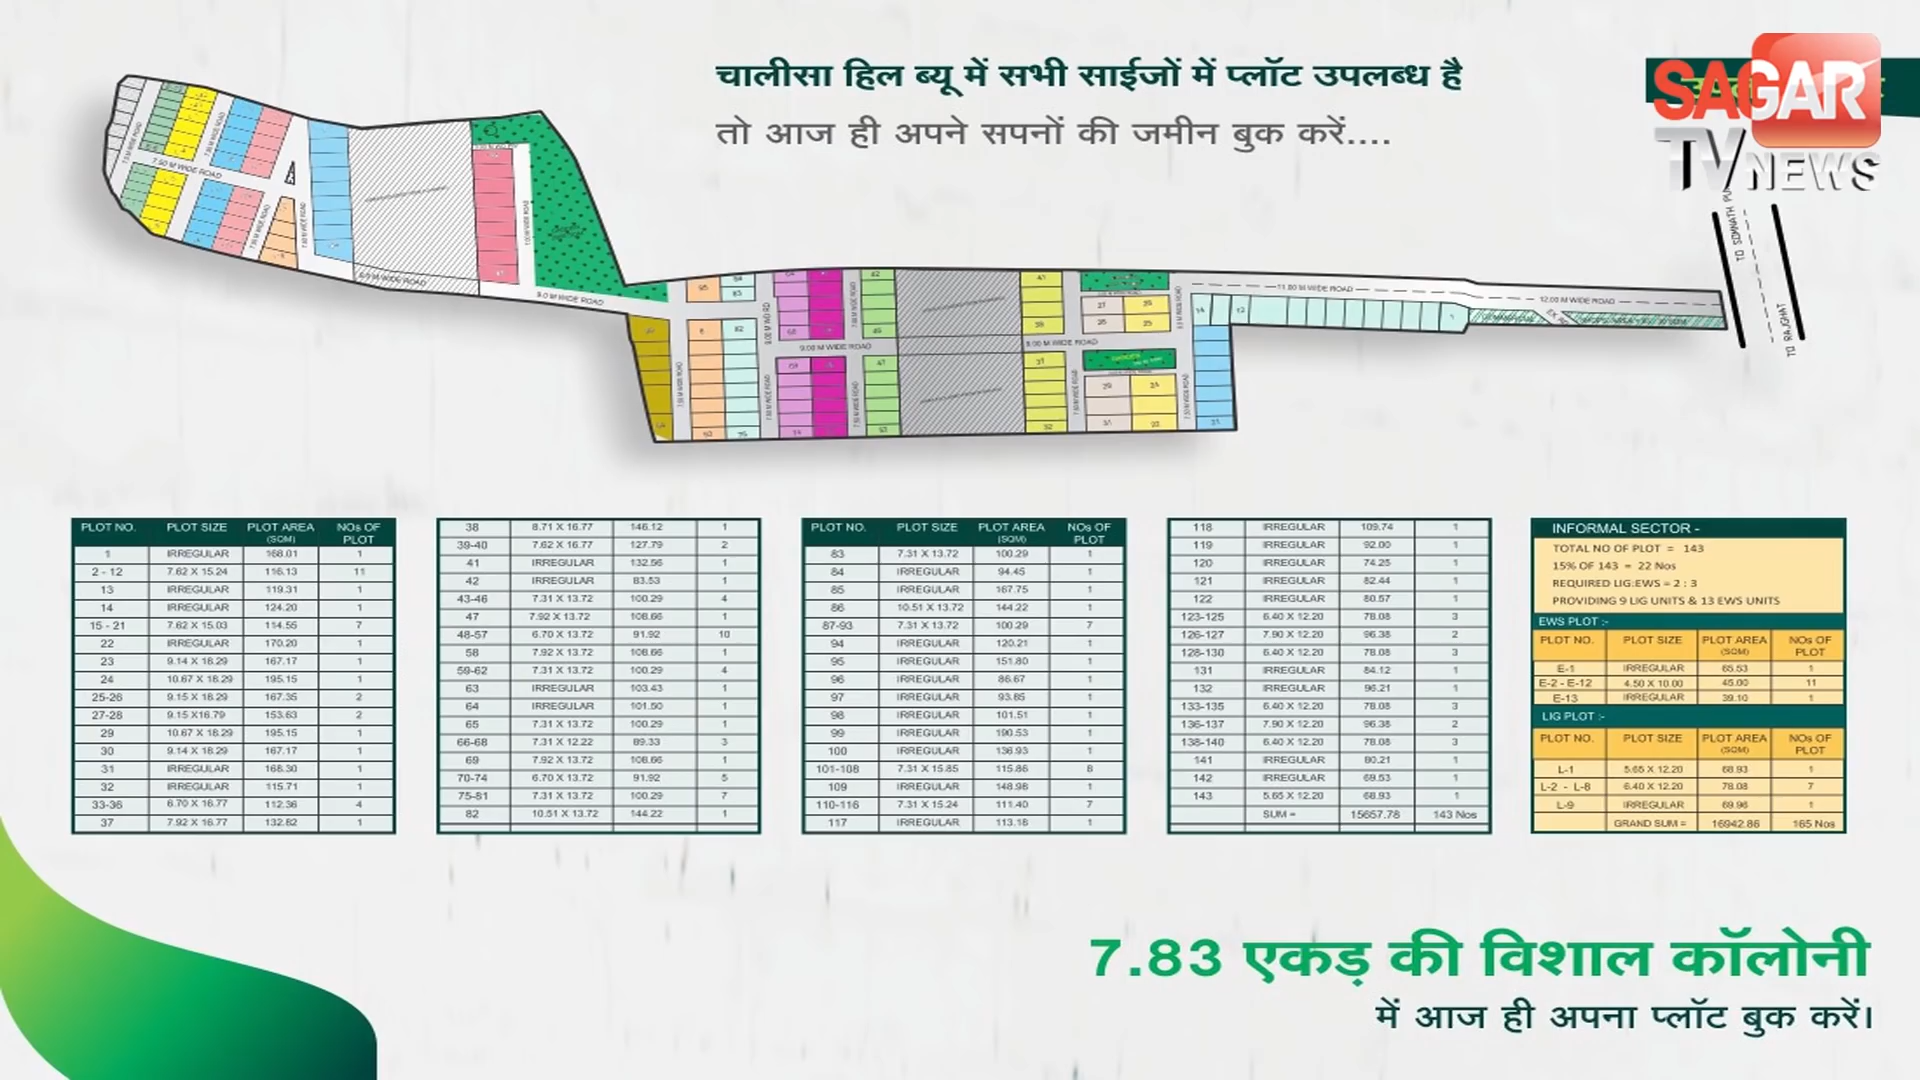 चालीसा हिल ब्यू में सभी साईजों में प्लॉट उपलब्ध है
तो आज ही अपने सपनों की जमीन बुक करें....
SAGAR
TV NEWS
7.50 M WIDE ROAD
9.0 M WIDE ROAD
9.00 M WIDE ROAD
11.00 M WIDE ROAD
12.00 M WIDE ROAD
TO RAJGHAT
PLOT NO. PLOT SIZE PLOT AREA (SQM) NOs OF PLOT
1 IRREGULAR 168.01 1
2 - 12 7.62 X 15.24 116.13 11
13 IRREGULAR 119.31 1
14 IRREGULAR 124.20 1
15 - 21 7.62 X 15.03 114.55 7
22 IRREGULAR 170.20 1
23 9.14 X 18.29 167.17 1
24 10.67 X 18.29 195.15 1
25-26 9.15 X 18.29 167.35 2
27-28 9.15 X16.79 153.63 2
29 10.67 X 18.29 195.15 1
30 9.14 X 18.29 167.17 1
31 IRREGULAR 168.30 1
32 IRREGULAR 115.71 1
33-36 6.70 X 16.77 112.36 4
37 7.92 X 16.77 132.82 1
38 8.71 X 16.77 146.12 1
39-40 7.62 X 16.77 127.79 2
41 IRREGULAR 132.56 1
42 IRREGULAR 83.53 1
43-46 7.31 X 13.72 100.29 4
47 7.92 X 13.72 108.66 1
48-57 6.70 X 13.72 91.92 10
58 7.92 X 13.72 108.66 1
59-62 7.31 X 13.72 100.29 4
63 IRREGULAR 103.43 1
64 IRREGULAR 101.50 1
65 7.31 X 13.72 100.29 1
66-68 7.31 X 12.22 89.33 3
69 7.92 X 13.72 108.66 1
70-74 6.70 X 13.72 91.92 5
75-81 7.31 X 13.72 100.29 7
82 10.51 X 13.72 144.22 1
PLOT NO. PLOT SIZE PLOT AREA (SQM) NOs OF PLOT
83 7.31 X 13.72 100.29 1
84 IRREGULAR 94.45 1
85 IRREGULAR 167.75 1
86 10.51 X 13.72 144.22 1
87-93 7.31 X 13.72 100.29 7
94 IRREGULAR 120.21 1
95 IRREGULAR 151.80 1
96 IRREGULAR 86.67 1
97 IRREGULAR 93.85 1
98 IRREGULAR 101.51 1
99 IRREGULAR 190.53 1
100 IRREGULAR 136.93 1
101-108 7.31 X 15.85 115.86 8
109 IRREGULAR 148.98 1
110-116 7.31 X 15.24 111.40 7
117 IRREGULAR 113.18 1
118 IRREGULAR 109.74 1
119 IRREGULAR 92.00 1
120 IRREGULAR 74.25 1
121 IRREGULAR 82.44 1
122 IRREGULAR 80.57 1
123-125 6.40 X 12.20 78.08 3
126-127 7.90 X 12.20 96.38 2
128-130 6.40 X 12.20 78.08 3
131 IRREGULAR 84.12 1
132 IRREGULAR 96.21 1
133-135 6.40 X 12.20 78.08 3
136-137 7.90 X 12.20 96.38 2
138-140 6.40 X 12.20 78.08 3
141 IRREGULAR 80.21 1
142 IRREGULAR 69.53 1
143 5.65 X 12.20 68.93 1
SUM = 15657.78 143 Nos
INFORMAL SECTOR -
TOTAL NO OF PLOT = 143
15% OF 143 = 22 Nos
REQUIRED LIG:EWS = 2 : 3
PROVIDING 9 LIG UNITS & 13 EWS UNITS
EWS PLOT :-
PLOT NO. PLOT SIZE PLOT AREA (SQM) NOs OF PLOT
E-1 IRREGULAR 65.53 1
E-2 - E-12 4.50 X 10.00 45.00 11
E-13 IRREGULAR 39.10 1
LIG PLOT :-
PLOT NO. PLOT SIZE PLOT AREA (SQM) NOs OF PLOT
L-1 5.65 X 12.20 68.93 1
L-2 - L-8 6.40 X 12.20 78.08 7
L-9 IRREGULAR 69.96 1
GRAND SUM = 16942.86 165 Nos
7.83 एकड़ की विशाल कॉलोनी
में आज ही अपना प्लॉट बुक करें।